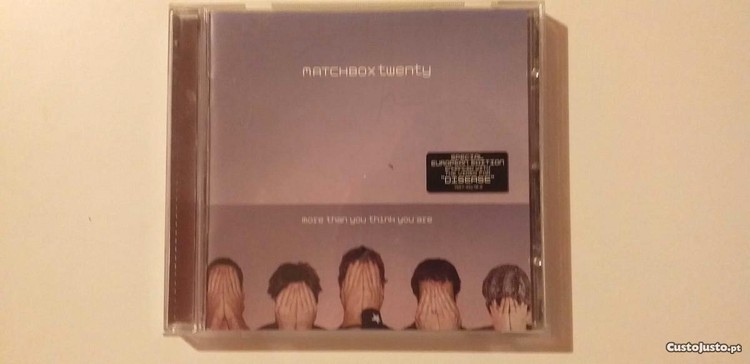 MATCHBOX twenty
SPECIAL
EUROPEAN EDITION
"DISEASE"
more than you think you are
CustoJusto.pt